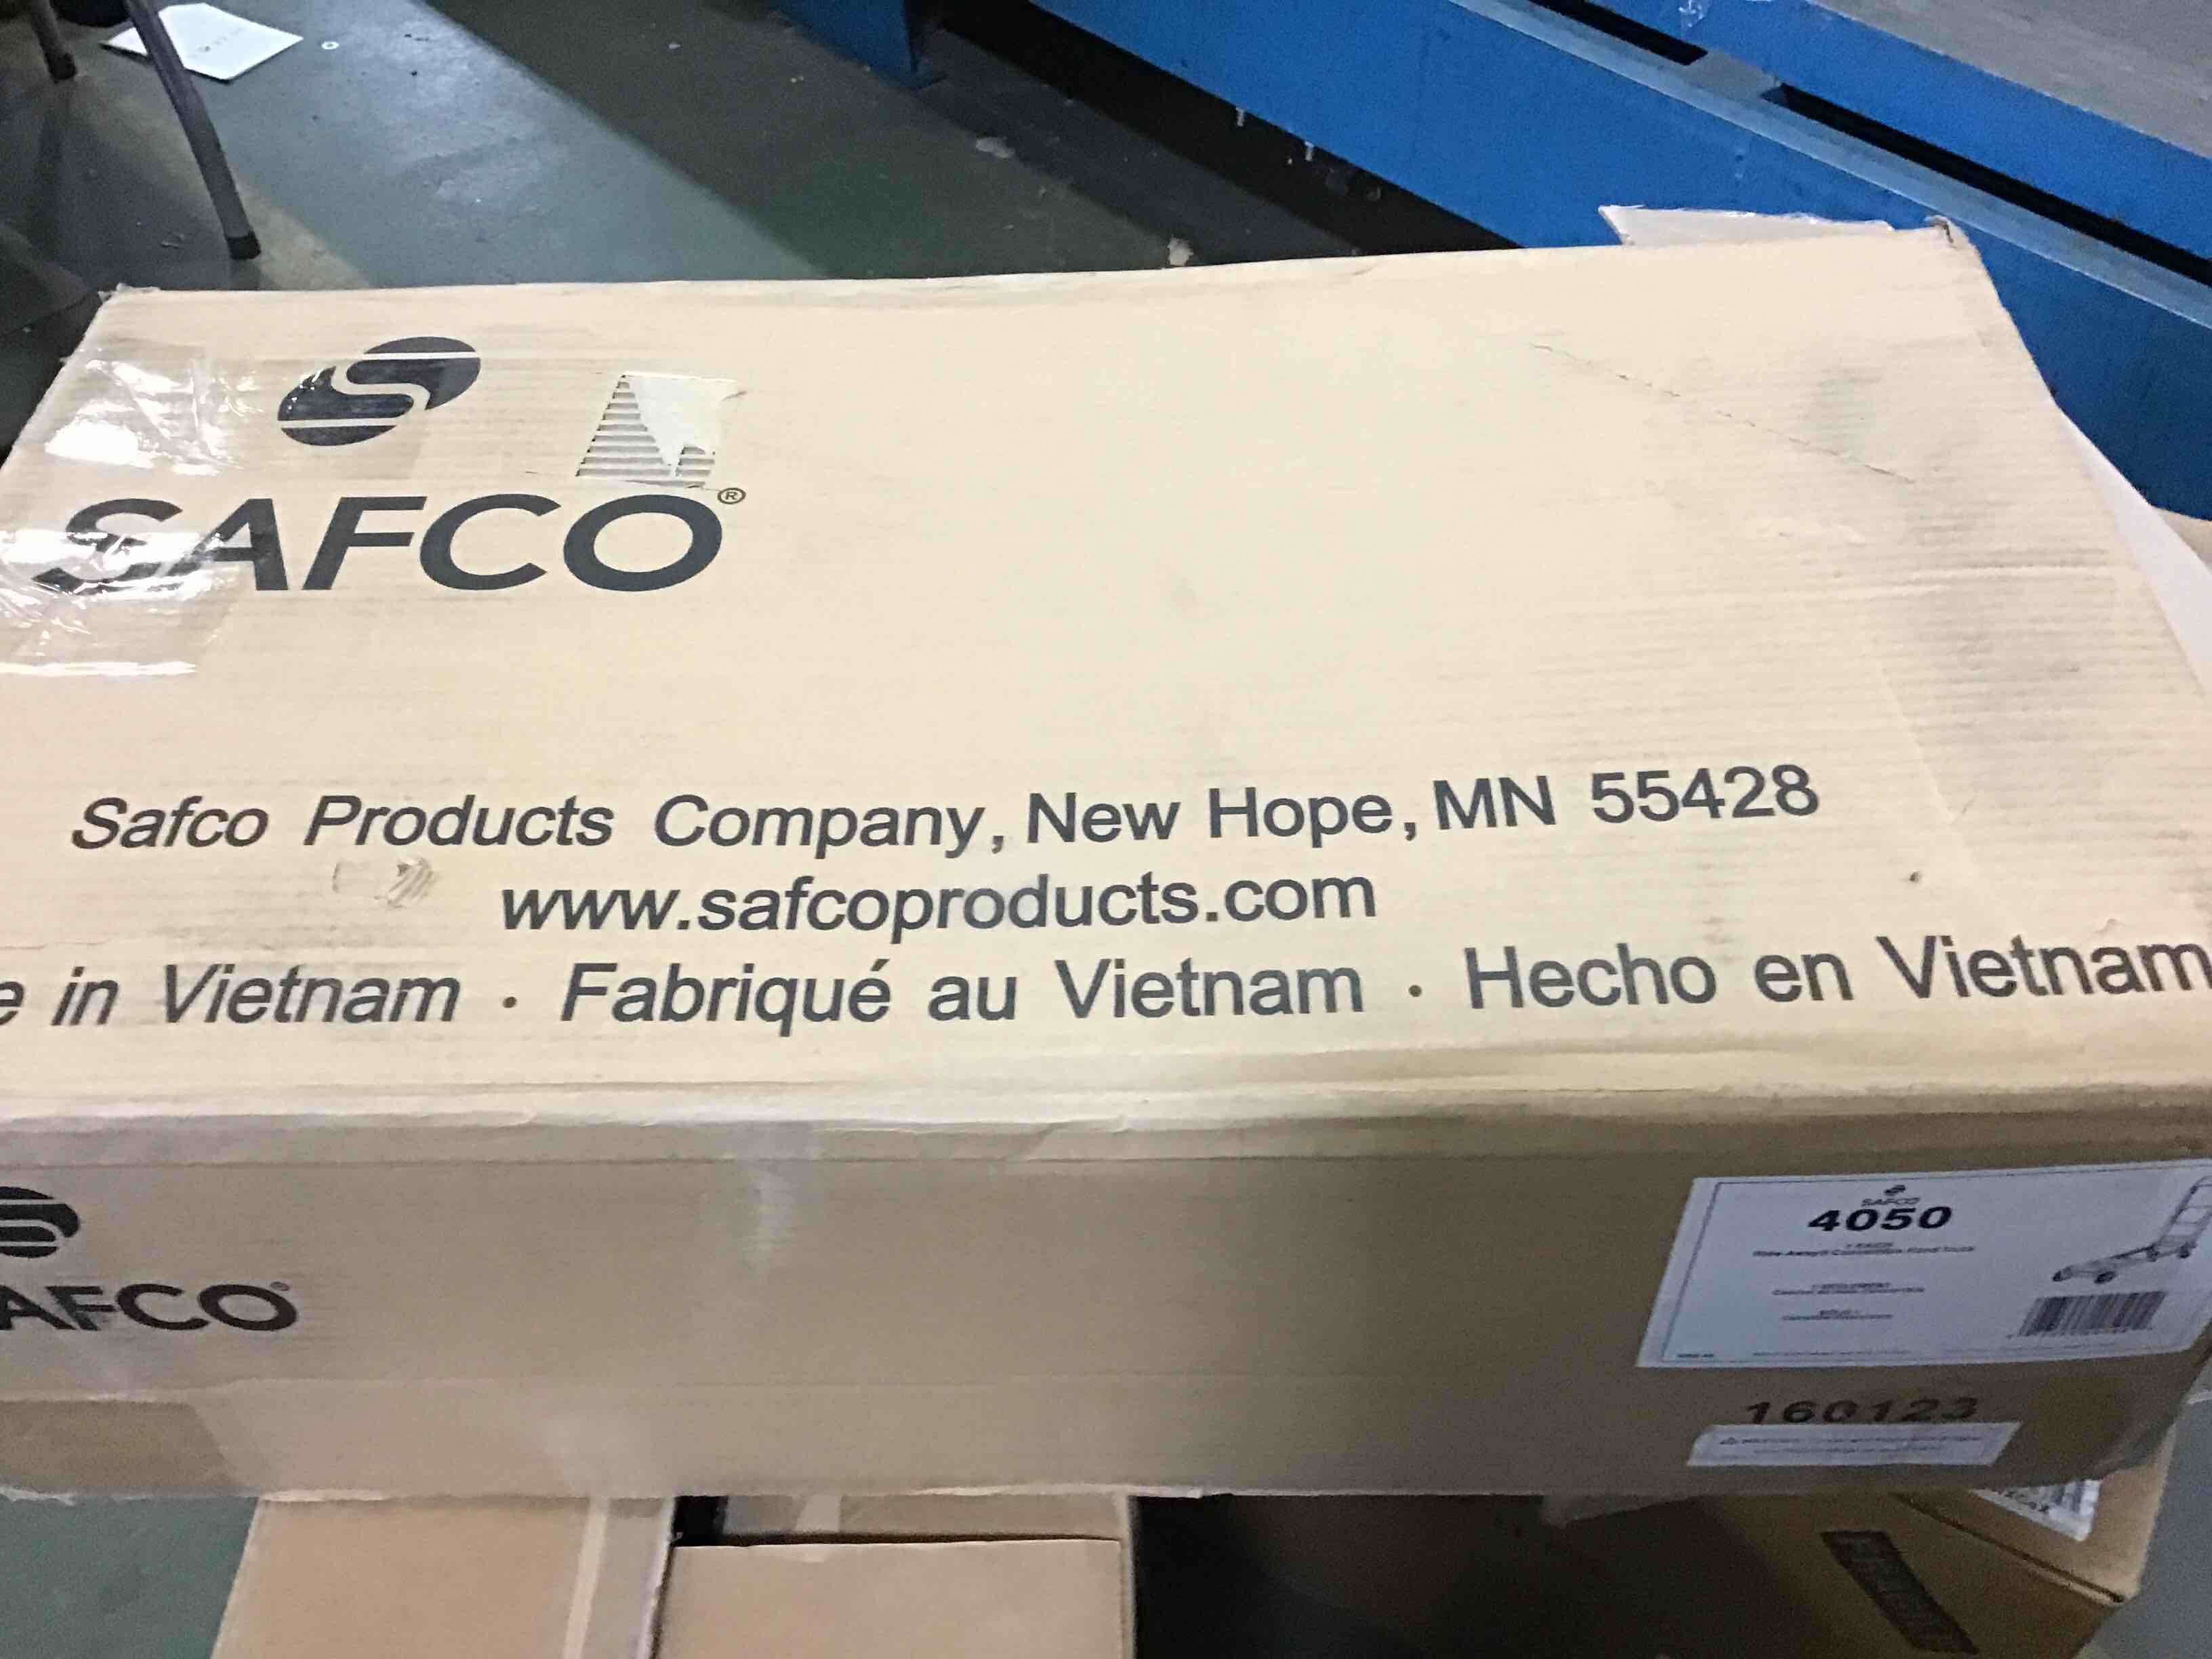 SAFCO®
Safco Products Company, New Hope, MN 55428
www.safcoproducts.com
e in Vietnam · Fabriqué au Vietnam · Hecho en Vietnam
AFCO
SAFCO
4050
160123